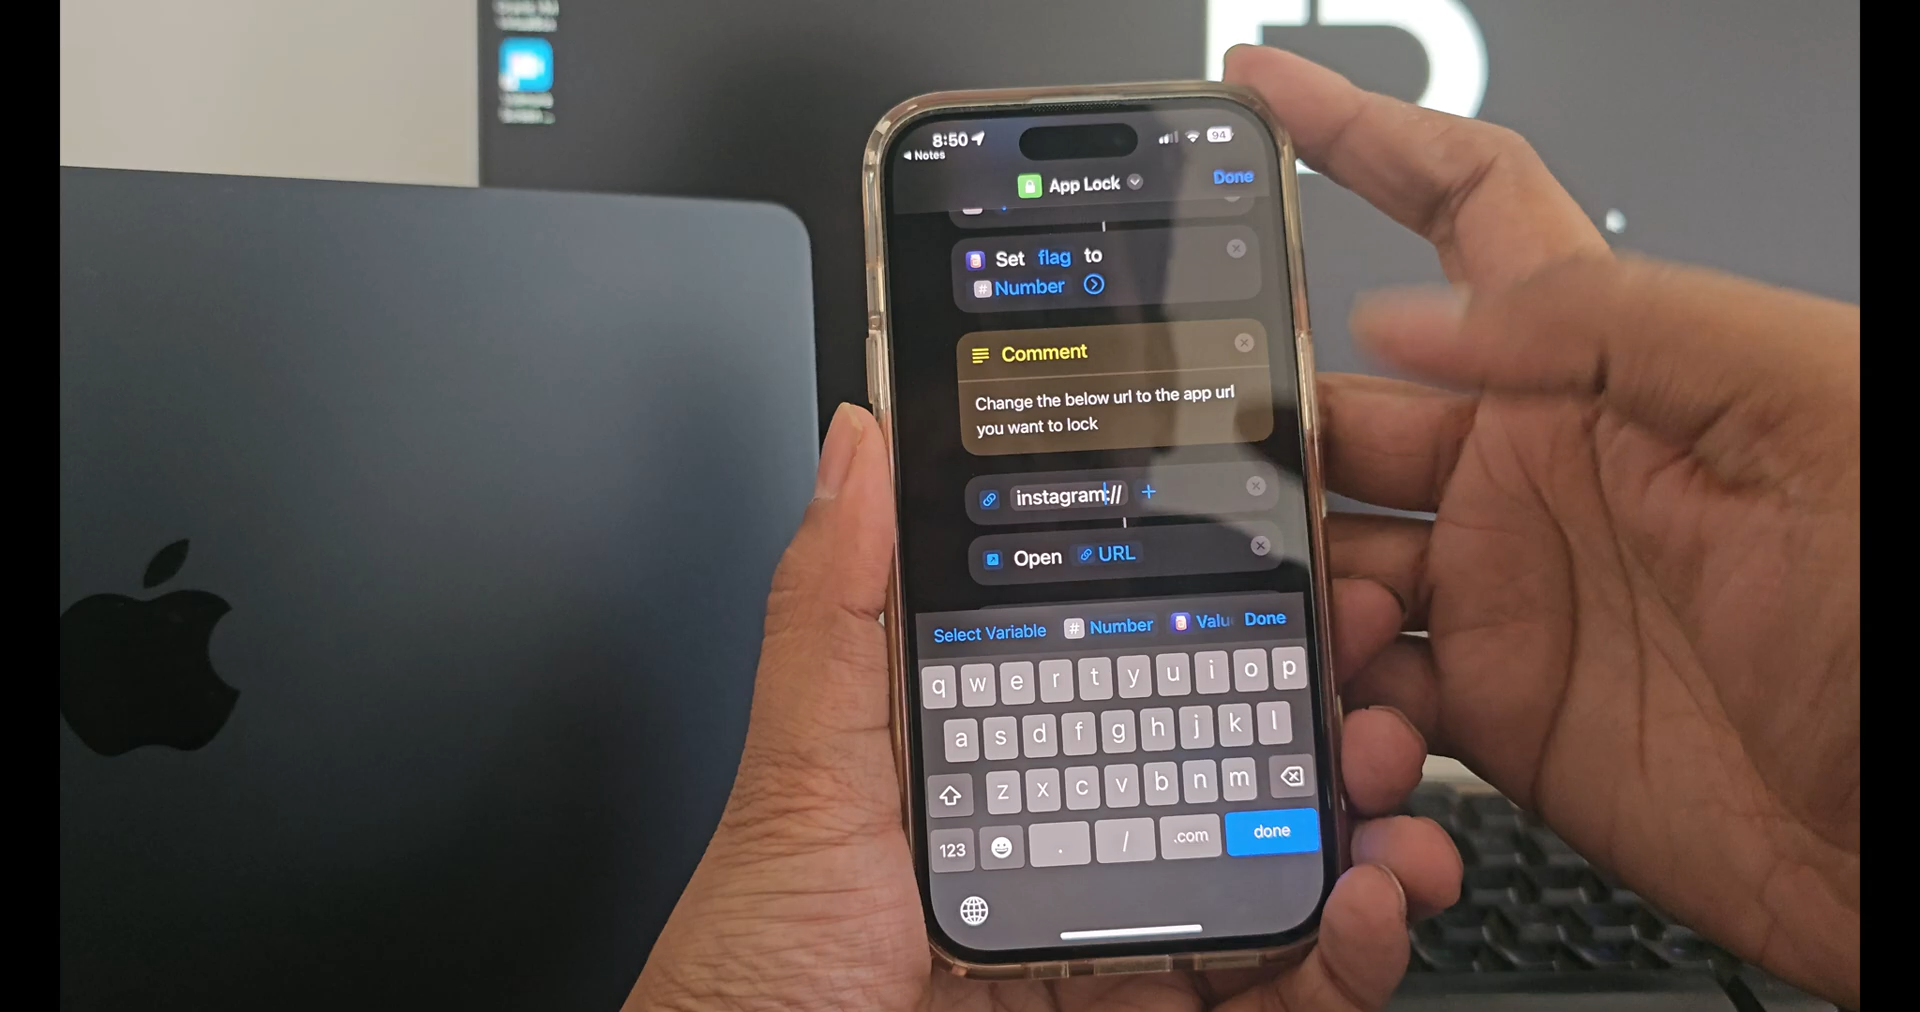 8:50
94
Notes
App Lock
Done
Set flag to
Number
Comment
Change the below url to the app url
you want to lock
instagram://
Open URL
Select Variable
Number
Valu
Done
q w e r t y u i o p
a s d f g h j k l
z x c v b n m
123
.
/
.com
done